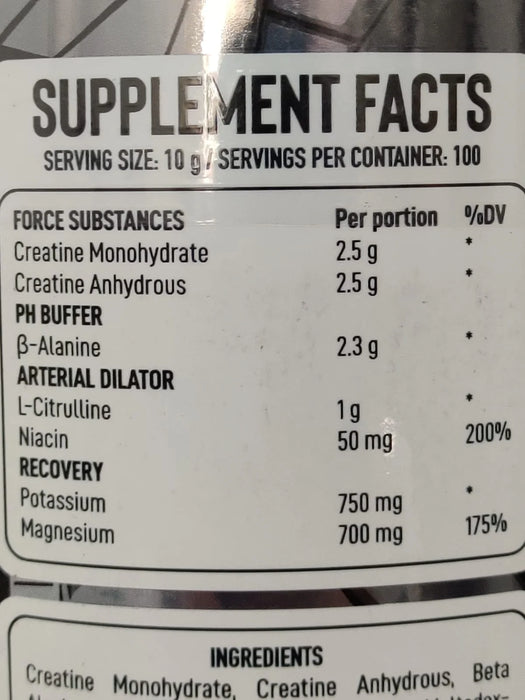 SUPPLEMENT FACTS
SERVING SIZE: 10 g / SERVINGS PER CONTAINER: 100
FORCE SUBSTANCES Per portion %DV
Creatine Monohydrate 2.5 g *
Creatine Anhydrous 2.5 g *
PH BUFFER
β-Alanine 2.3 g *
ARTERIAL DILATOR
L-Citrulline 1 g *
Niacin 50 mg 200%
RECOVERY
Potassium 750 mg *
Magnesium 700 mg 175%
INGREDIENTS
Creatine Monohydrate, Creatine Anhydrous, Beta